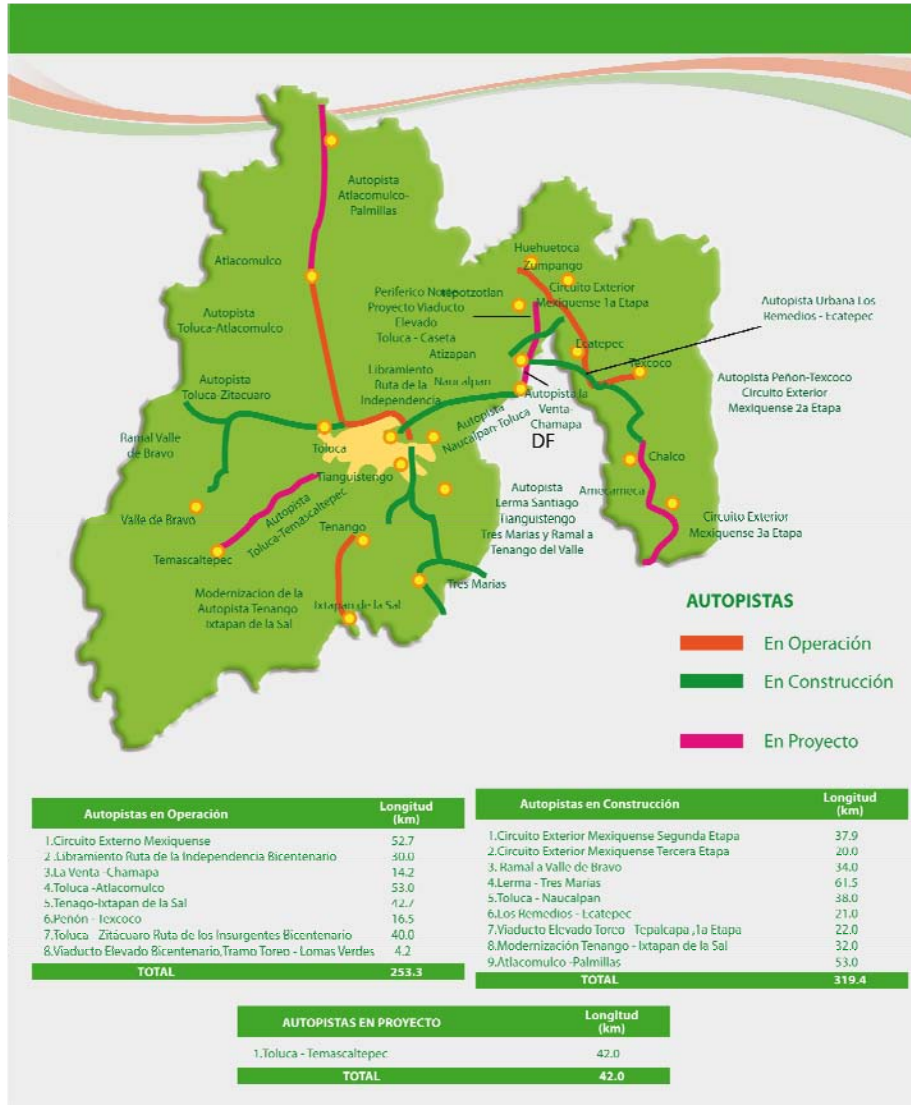 Autopista
Atlacomulco-
Palmillas
Huehuetoca
Zumpango
Atlacomulco
Periferico Norte
Proyecto Viaducto
Elevado
Toluca - Caseta
Tepotzotlan
Circuito Exterior
Mexiquense 1a Etapa
Autopista Urbana Los
Remedios - Ecatepec
Autopista
Toluca-Atlacomulco
Ecatepec
Atizapan
Texcoco
Libramiento
Ruta de la
Independencia
Naucalpan
Autopista
Toluca-Zitacuaro
Autopista Peñon-Texcoco
Circuito Exterior
Mexiquense 2a Etapa
Autopista la
Venta-
Chamapa
Autopista
Naucalpan-Toluca
DF
Ramal Valle
de Bravo
Toluca
Chalco
Tianguistengo
Autopista
Toluca-Temascaltepec
Amecameca
Autopista
Lerma Santiago
Tianguistengo
Tres Marias y Ramal a
Tenango del Valle
Valle de Bravo
Circuito Exterior
Mexiquense 3a Etapa
Tenango
Temascaltepec
Tres Marias
Modernizacion de la
Autopista Tenango
Ixtapan de la Sal
Ixtapan de la Sal
AUTOPISTAS
En Operación
En Construcción
En Proyecto
Autopistas en Operación Longitud (km)
1.Circuito Externo Mexiquense 52.7
2.Libramiento Ruta de la Independencia Bicentenario 30.0
3.La Venta -Chamapa 14.2
4.Toluca -Atlacomulco 53.0
5.Tenago-Ixtapan de la Sal 42.7
6.Peñón - Texcoco 16.5
7.Toluca - Zitácuaro Ruta de los Insurgentes Bicentenario 40.0
8.Viaducto Elevado Bicentenario,Tramo Toreo - Lomas Verdes 4.2
TOTAL 253.3
Autopistas en Construcción Longitud (km)
1.Circuito Exterior Mexiquense Segunda Etapa 37.9
2.Circuito Exterior Mexiquense Tercera Etapa 20.0
3. Ramal a Valle de Bravo 34.0
4.Lerma - Tres Marías 61.5
5.Toluca - Naucalpan 38.0
6.Los Remedios - Ecatepec 21.0
7.Viaducto Elevado Toreo - Tepalcapa ,1a Etapa 22.0
8.Modernización Tenango - Ixtapan de la Sal 32.0
9.Atlacomulco -Palmillas 53.0
TOTAL 319.4
AUTOPISTAS EN PROYECTO Longitud (km)
1.Toluca - Temascaltepec 42.0
TOTAL 42.0